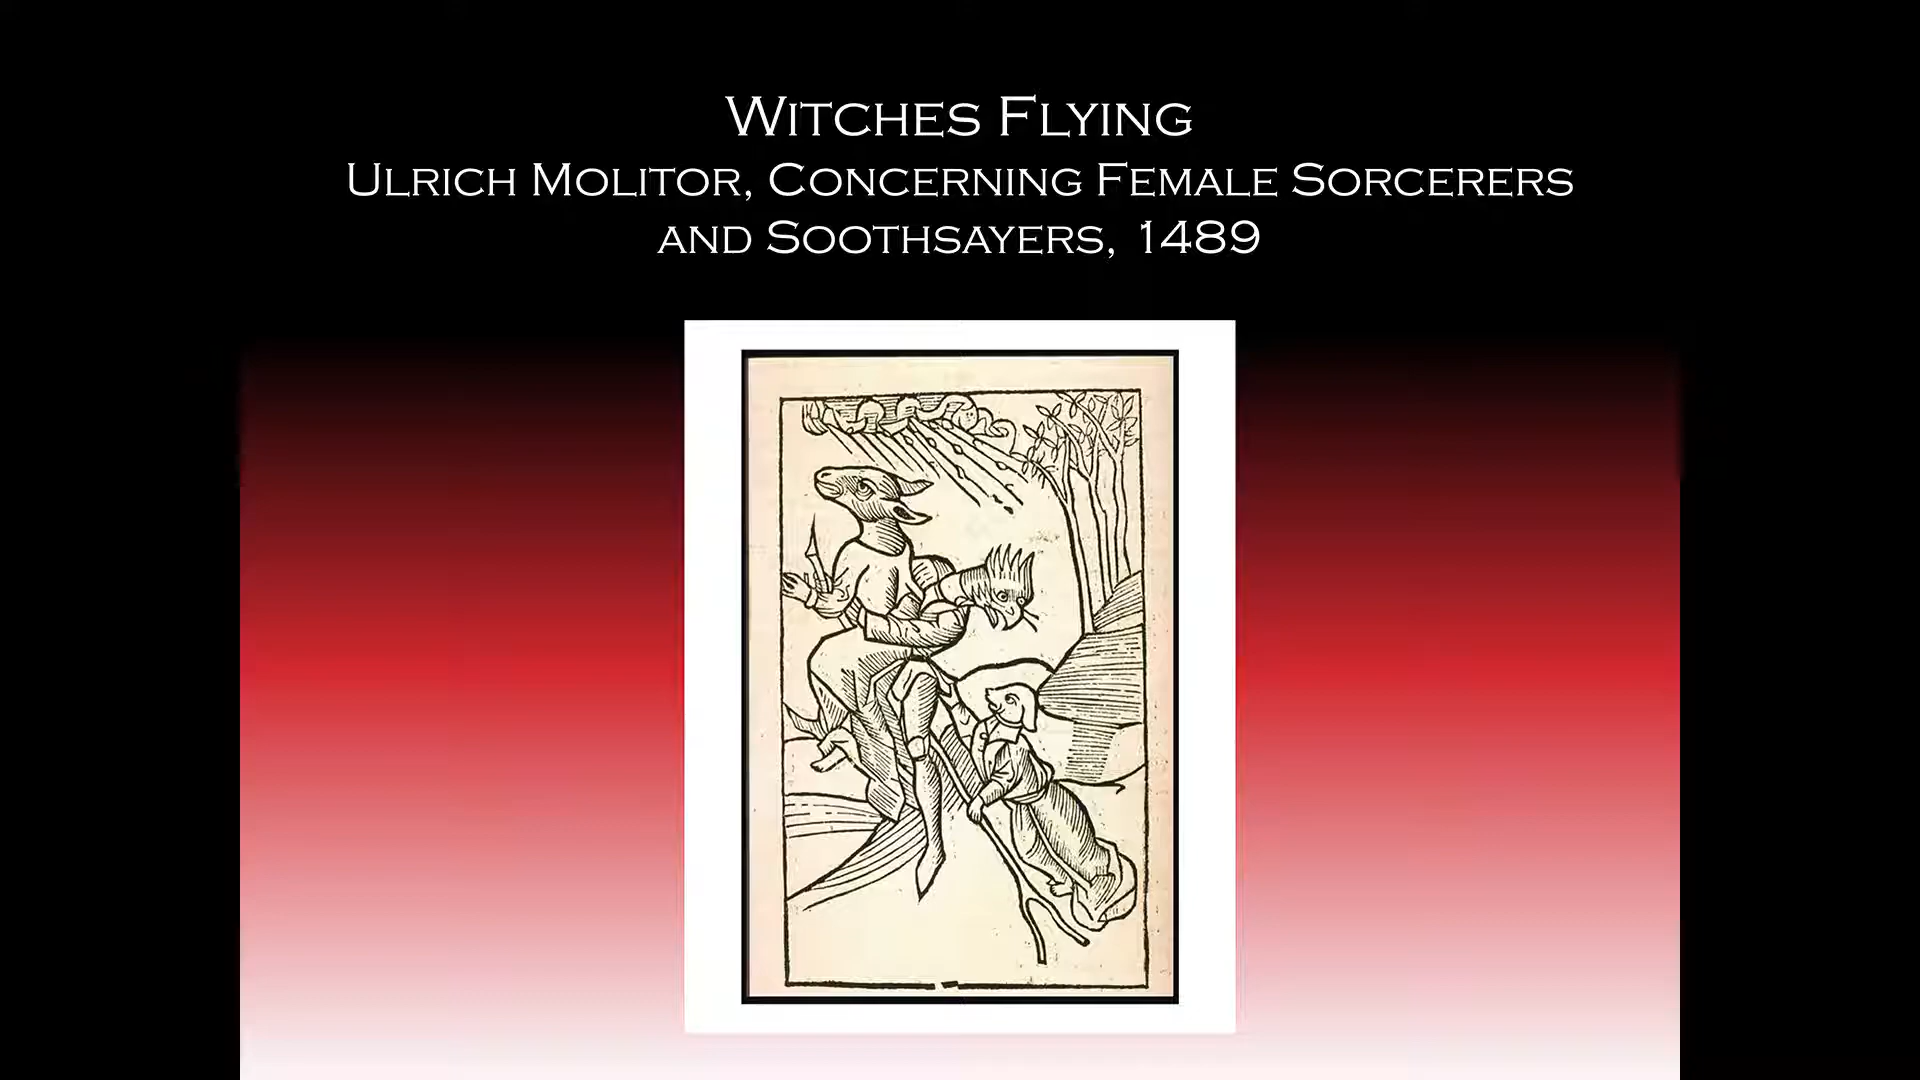 Witches Flying
Ulrich Molitor, Concerning Female Sorcerers
and Soothsayers, 1489